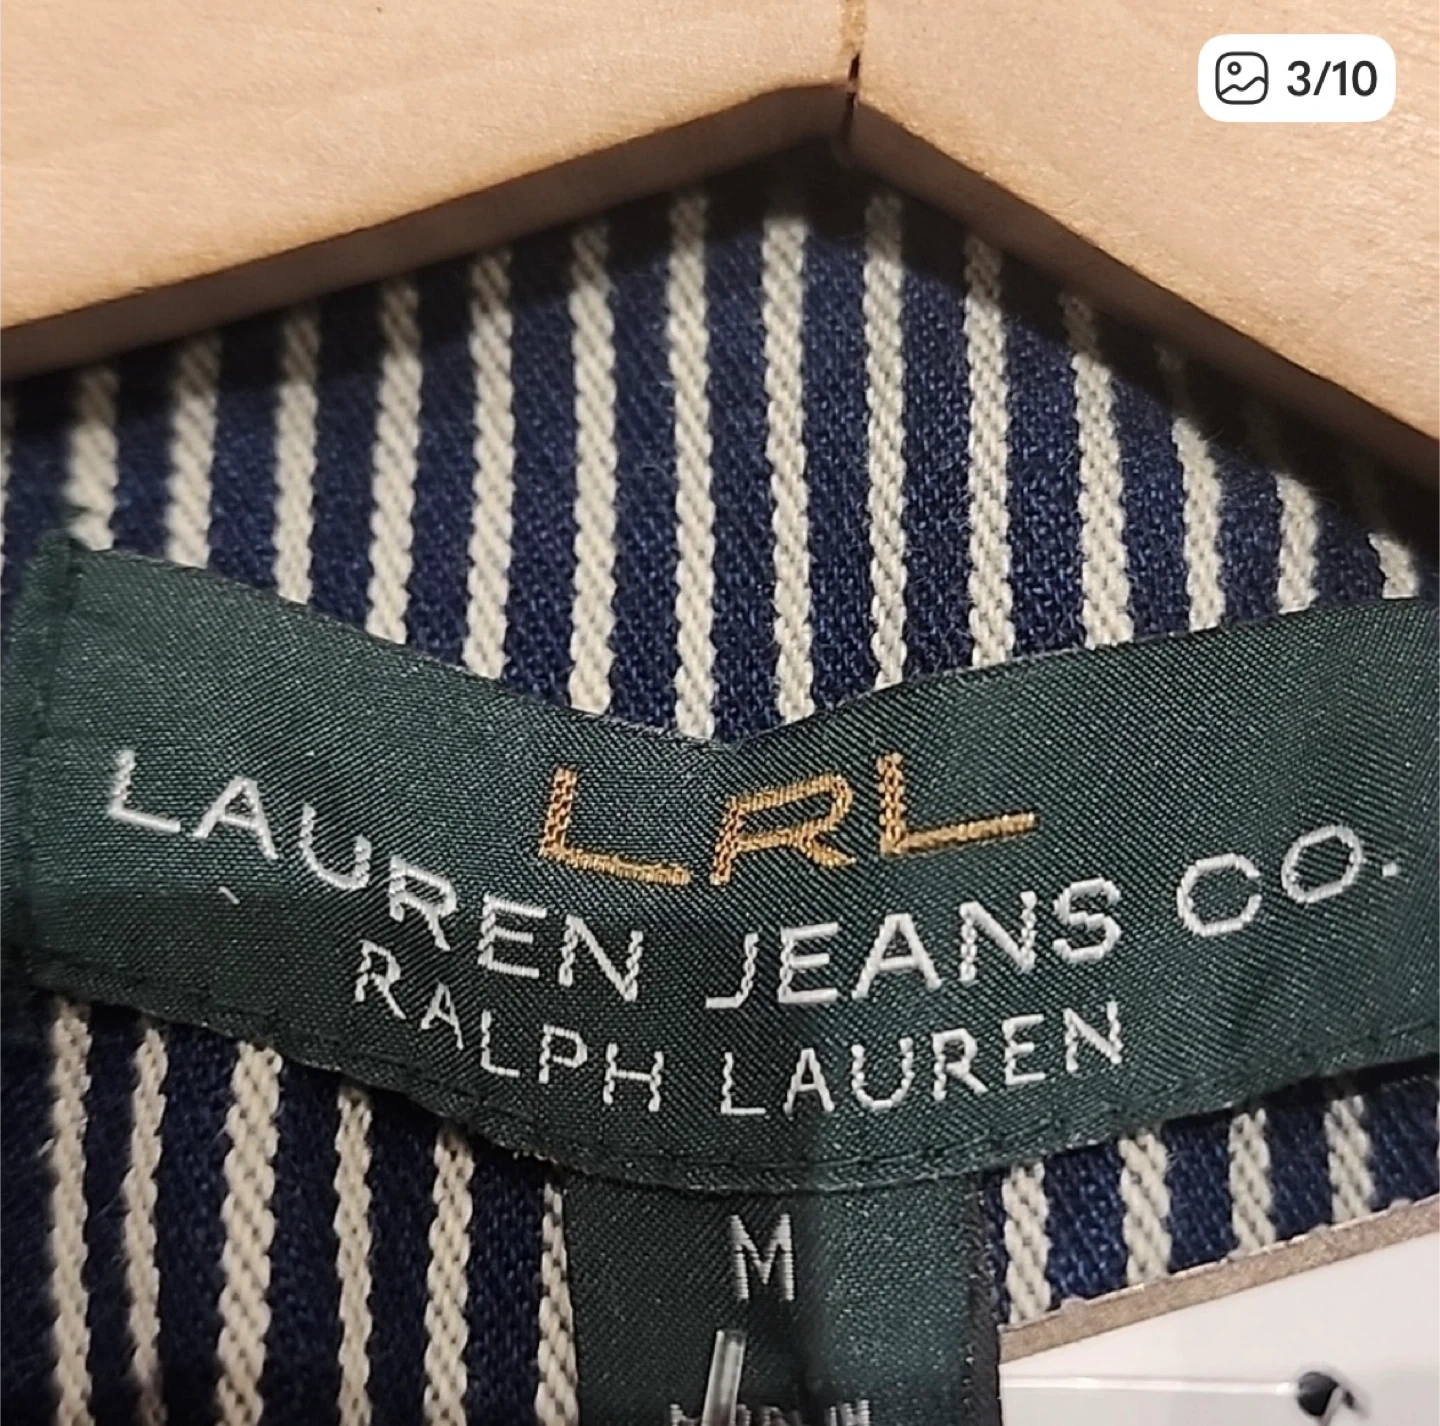 3/10
LRL
LAUREN JEANS CO.
RALPH LAUREN
M